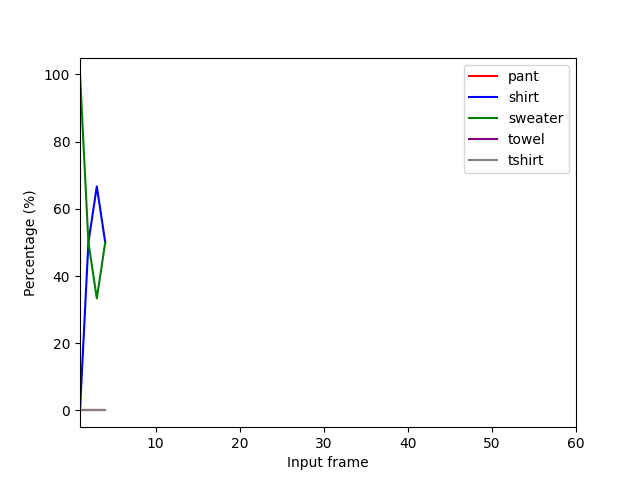 100
80
60
40
20
0
Percentage (%)
pant
shirt
sweater
towel
tshirt
10 20 30 40 50 60
Input frame